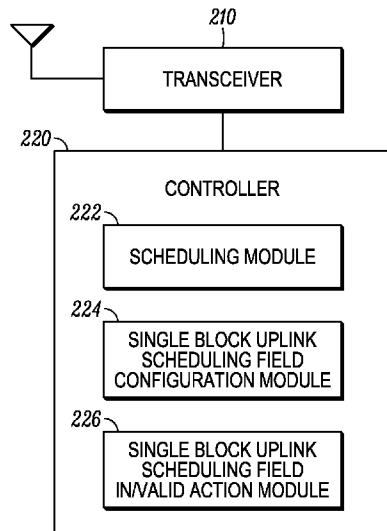 210
TRANSCEIVER
220
CONTROLLER
222
SCHEDULING MODULE
224
SINGLE BLOCK UPLINK
SCHEDULING FIELD
CONFIGURATION MODULE
226
SINGLE BLOCK UPLINK
SCHEDULING FIELD
IN/VALID ACTION MODULE